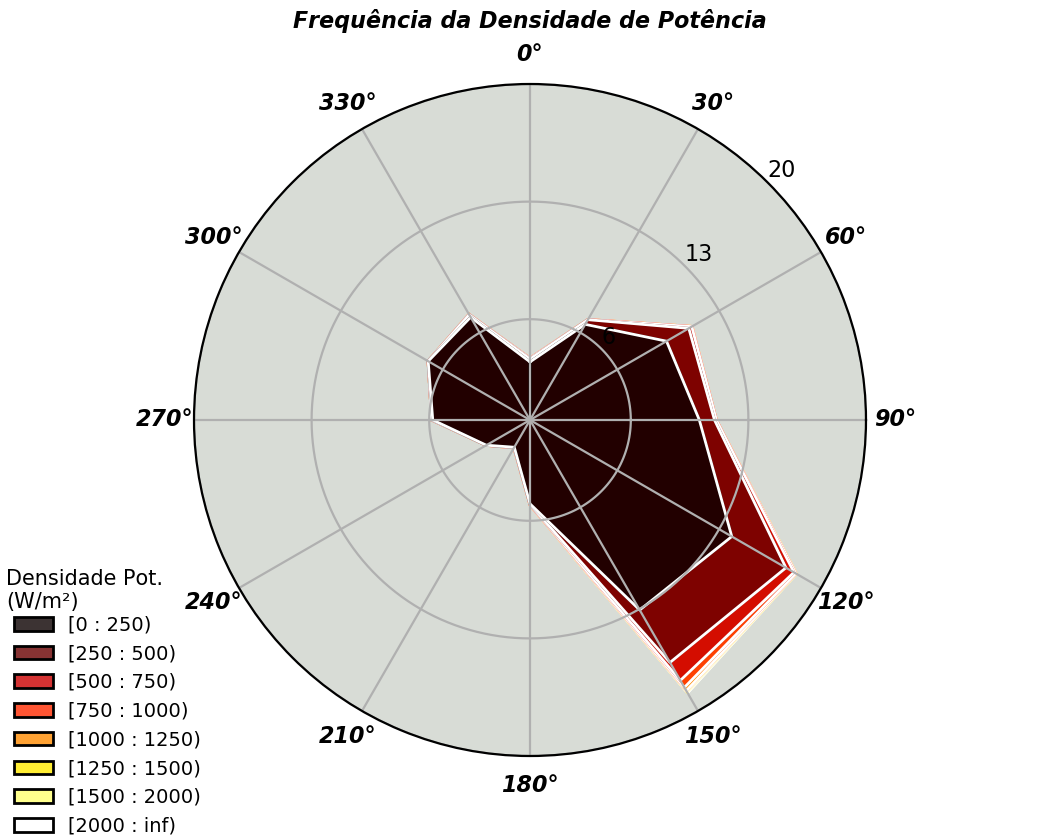 Frequência da Densidade de Potência
0°
30°
60°
90°
120°
150°
180°
210°
240°
270°
300°
330°
6
13
20
Densidade Pot.
(W/m²)
[0 : 250)
[250 : 500)
[500 : 750)
[750 : 1000)
[1000 : 1250)
[1250 : 1500)
[1500 : 2000)
[2000 : inf)